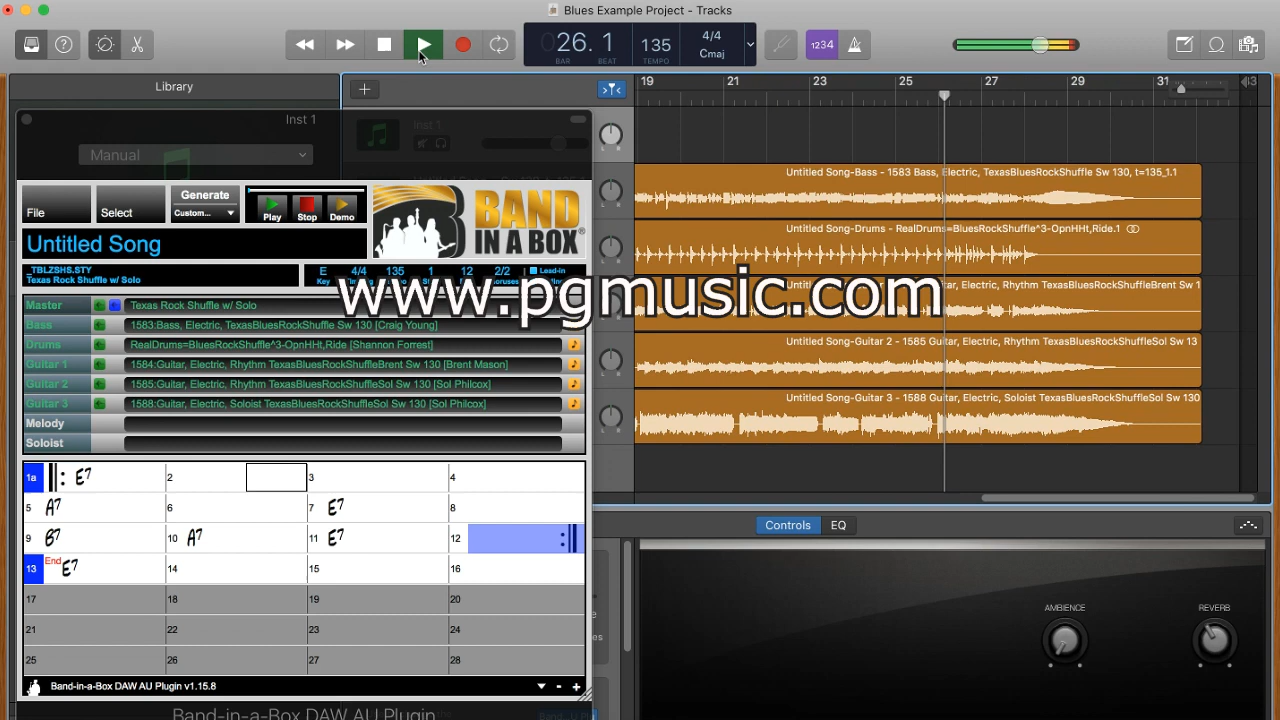 Blues Example Project - Tracks
1234
26. 1
BAR
BEAT
135
TEMPO
4/4
Cmaj
Library
19
21
23
25
27
29
31
Inst 1
Inst 1
Manual
File
Select
Generate
Custom...
Play
Stop
Demo
BAND
IN A BOX®
Untitled Song
_TBLZSHS.STY
Texas Rock Shuffle w/ Solo
E
Key
4/4
135
1
12
2/2
Lead-in
www.pgmusic.com
Master
Texas Rock Shuffle w/ Solo
Bass
1583:Bass, Electric, TexasBluesRockShuffle Sw 130 [Craig Young]
Drums
RealDrums=BluesRockShuffle^3-OpnHHt,Ride [Shannon Forrest]
Guitar 1
1584:Guitar, Electric, Rhythm TexasBluesRockShuffleBrent Sw 130 [Brent Mason]
Guitar 2
1585:Guitar, Electric, Rhythm TexasBluesRockShuffleSol Sw 130 [Sol Philcox]
Guitar 3
1588:Guitar, Electric, Soloist TexasBluesRockShuffleSol Sw 130 [Sol Philcox]
Melody
Soloist
1a E7 2 3 4
5 A7 6 7 E7 8
9 B7 10 A7 11 E7 12
13 End E7 14 15 16
17 18 19 20
21 22 23 24
25 26 27 28
Band-in-a-Box DAW AU Plugin v1.15.8
Band-in-a-Box DAW AU Plugin
Untitled Song-Bass - 1583 Bass, Electric, TexasBluesRockShuffle Sw 130, t=135_1.1
Untitled Song-Drums - RealDrums=BluesRockShuffle^3-OpnHHt,Ride.1
Rhythm TexasBluesRockShuffleBrent Sw 1
Untitled Song-Guitar 2 - 1585 Guitar, Electric, Rhythm TexasBluesRockShuffleSol Sw 13
Untitled Song-Guitar 3 - 1588 Guitar, Electric, Soloist TexasBluesRockShuffleSol Sw 130
Controls
EQ
AMBIENCE
REVERB